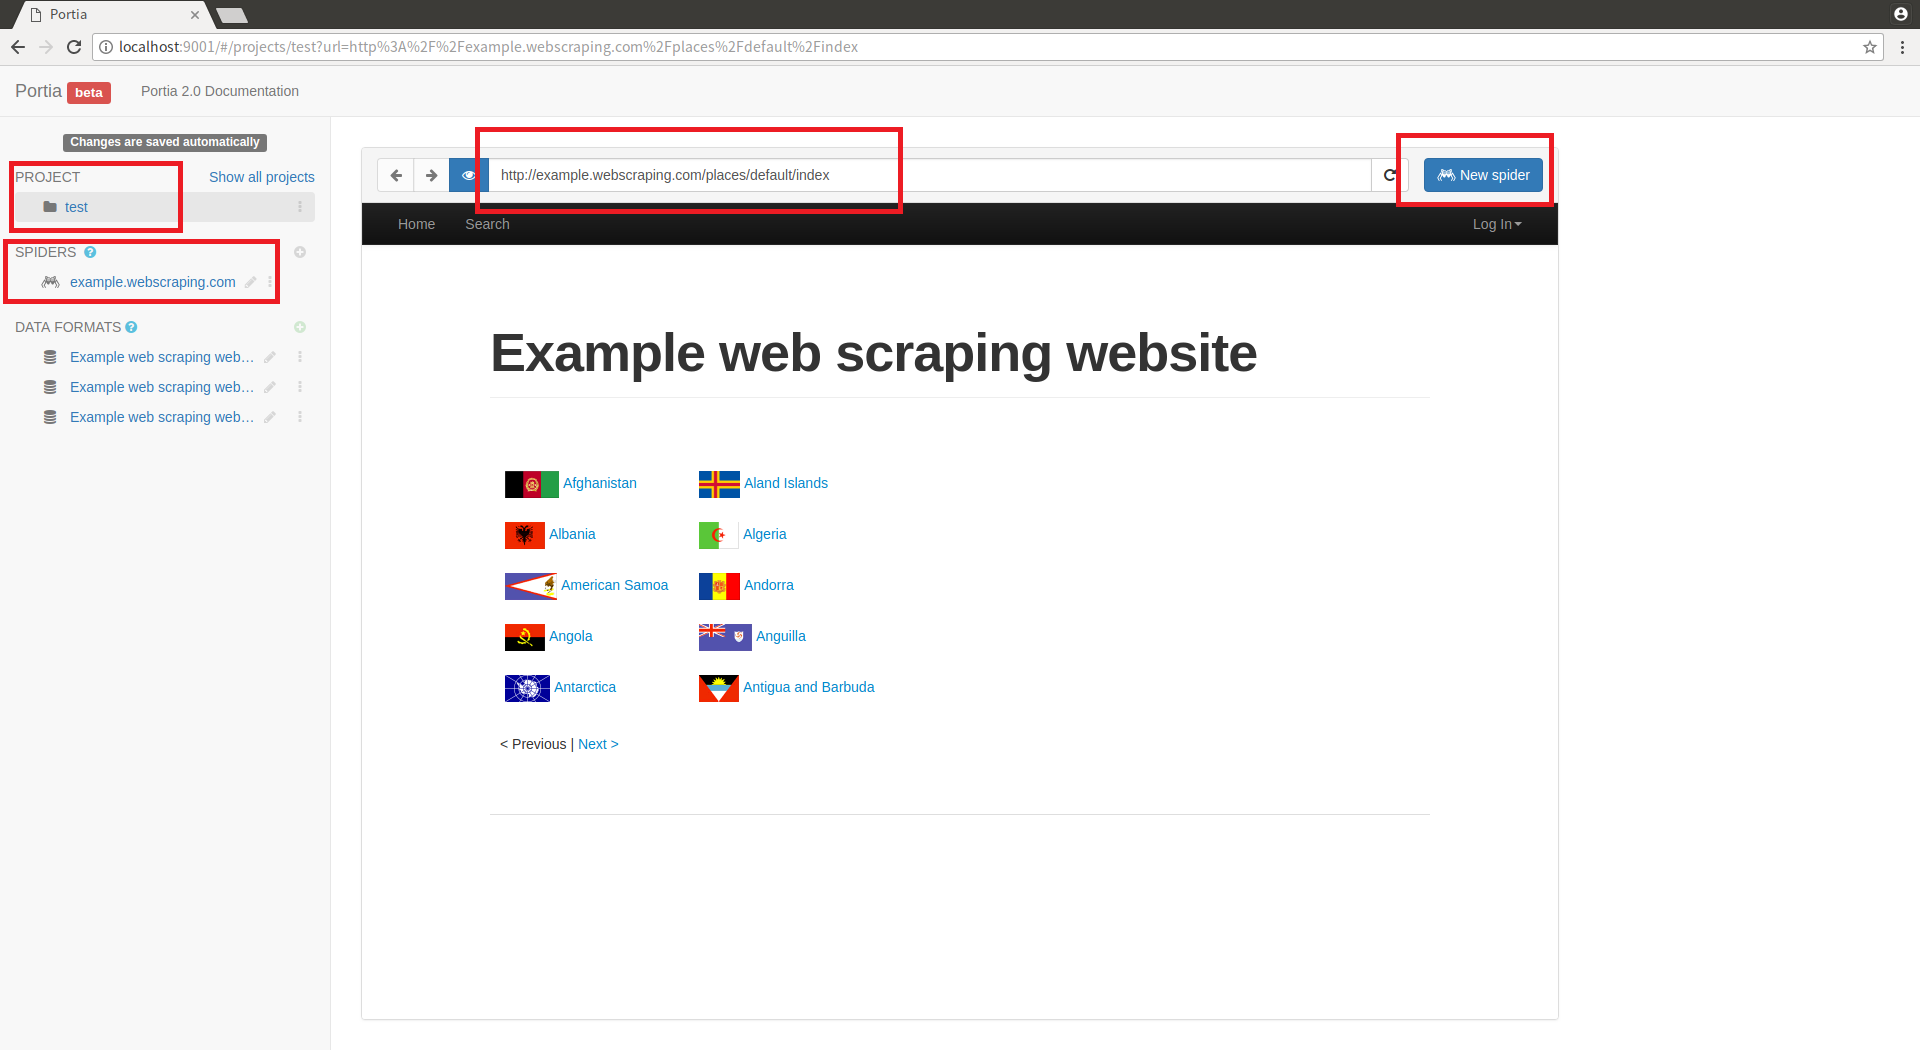 Portia
localhost:9001/#/projects/test?url=http%3A%2F%2Fexample.webscraping.com%2Fplaces%2Fdefault%2Findex
Portia beta Portia 2.0 Documentation
Changes are saved automatically
PROJECT Show all projects
test
SPIDERS
example.webscraping.com
DATA FORMATS
Example web scraping web...
Example web scraping web...
Example web scraping web...
http://example.webscraping.com/places/default/index
New spider
Home Search Log In
Example web scraping website
Afghanistan Aland Islands
Albania Algeria
American Samoa Andorra
Angola Anguilla
Antarctica Antigua and Barbuda
< Previous | Next >